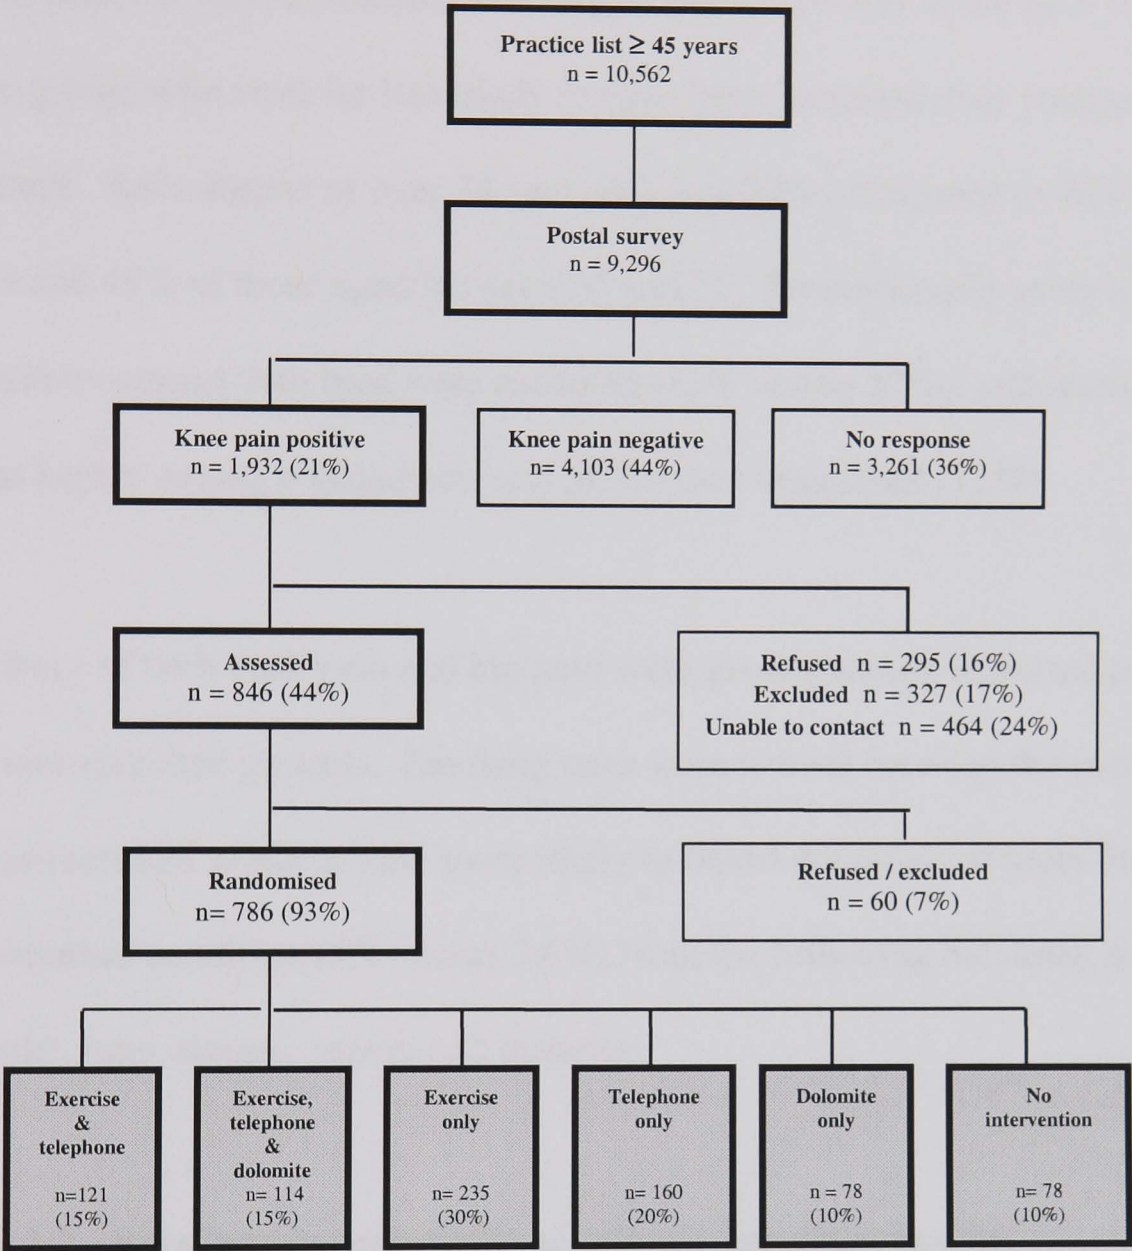 Practice list ≥ 45 years
n = 10,562
Postal survey
n = 9,296
Knee pain positive
n = 1,932 (21%)
Knee pain negative
n= 4,103 (44%)
No response
n = 3,261 (36%)
Assessed
n = 846 (44%)
Refused n = 295 (16%)
Excluded n = 327 (17%)
Unable to contact n = 464 (24%)
Randomised
n= 786 (93%)
Refused / excluded
n = 60 (7%)
Exercise
&
telephone
n=121
(15%)
Exercise,
telephone
&
dolomite
n= 114
(15%)
Exercise
only
n= 235
(30%)
Telephone
only
n= 160
(20%)
Dolomite
only
n = 78
(10%)
No
intervention
n= 78
(10%)